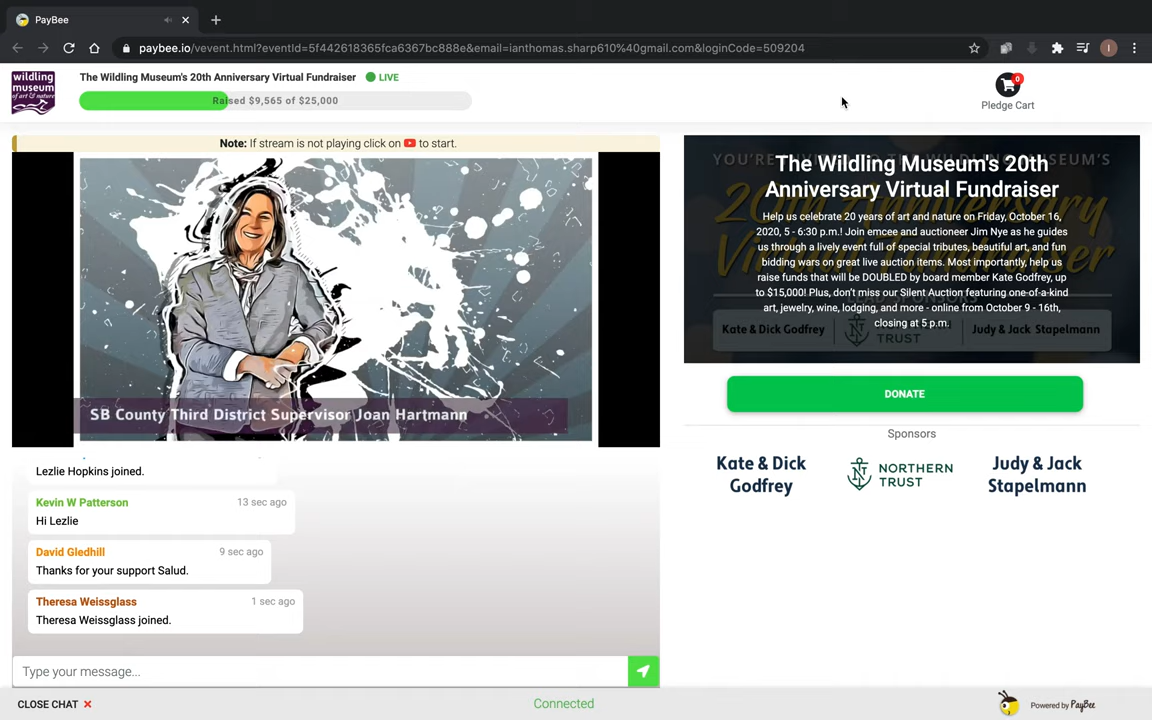 PayBee
paybee.io/vevent.html?eventId=5f442618365fca6367bc888e&email=ianthomas.sharp610%40gmail.com&loginCode=509204
I
wildling
museum
of art & nature
The Wildling Museum's 20th Anniversary Virtual Fundraiser
LIVE
Raised $9,565 of $25,000
0
Pledge Cart
Note: If stream is not playing click on to start.
SB County Third District Supervisor Joan Hartmann
Lezlie Hopkins joined.
Kevin W Patterson 13 sec ago
Hi Lezlie
David Gledhill 9 sec ago
Thanks for your support Salud.
Theresa Weissglass 1 sec ago
Theresa Weissglass joined.
Type your message...
CLOSE CHAT
Connected
The Wildling Museum's 20th
Anniversary Virtual Fundraiser
Help us celebrate 20 years of art and nature on Friday, October 16,
2020, 5 - 6:30 p.m.! Join emcee and auctioneer Jim Nye as he guides
us through a lively event full of special tributes, beautiful art, and fun
bidding wars on great live auction items. Most importantly, help us
raise funds that will be DOUBLED by board member Kate Godfrey, up
to $15,000! Plus, don't miss our Silent Auction featuring one-of-a-kind
art, jewelry, wine, lodging, and more - online from October 9 - 16th,
closing at 5 p.m.
Kate & Dick Godfrey
TRUST
Judy & Jack Stapelmann
DONATE
Sponsors
Kate & Dick
Godfrey
NORTHERN
TRUST
Judy & Jack
Stapelmann
Powered by PayBee